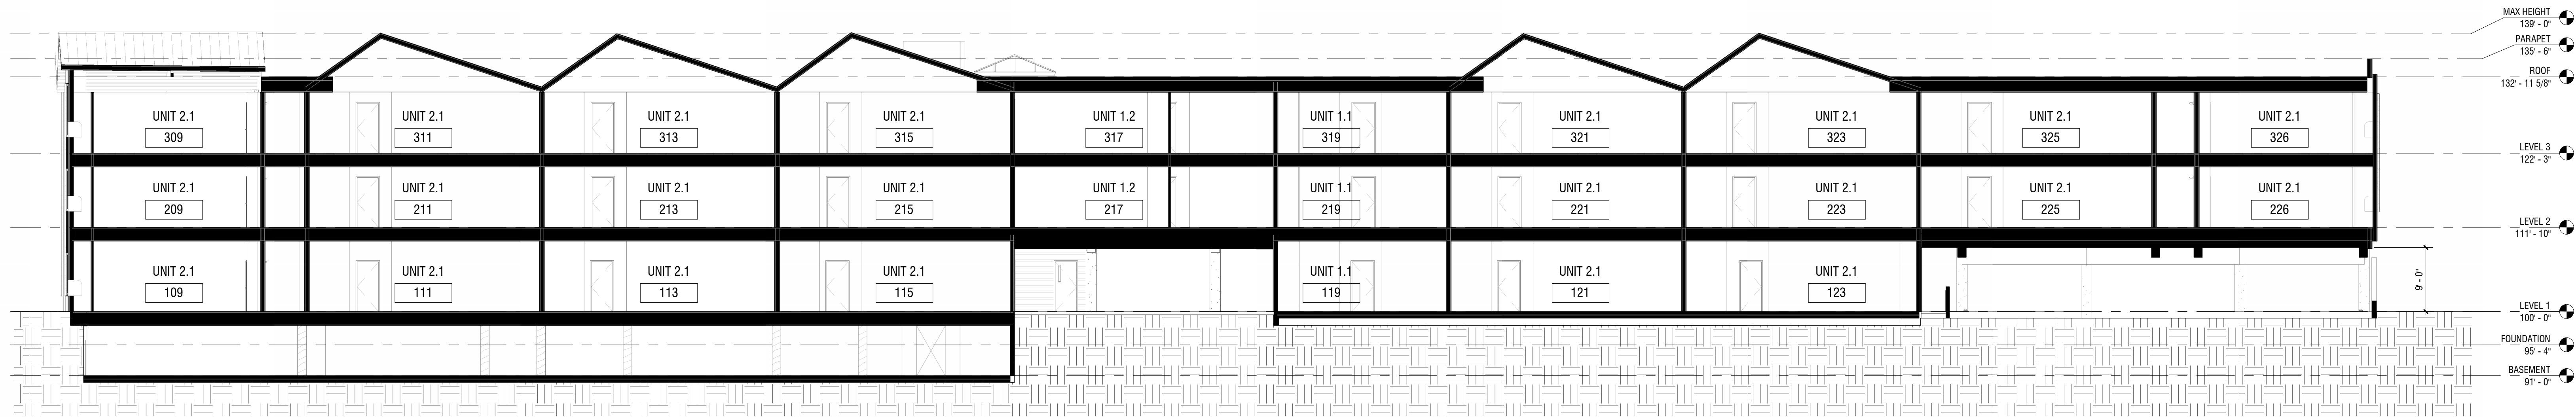 MAX HEIGHT
139' - 0"
PARAPET
135' - 6"
ROOF
132' - 11 5/8"
UNIT 2.1
309
UNIT 2.1
311
UNIT 2.1
313
UNIT 2.1
315
UNIT 1.2
317
UNIT 1.1
319
UNIT 2.1
321
UNIT 2.1
323
UNIT 2.1
325
UNIT 2.1
326
LEVEL 3
122' - 3"
UNIT 2.1
209
UNIT 2.1
211
UNIT 2.1
213
UNIT 2.1
215
UNIT 1.2
217
UNIT 1.1
219
UNIT 2.1
221
UNIT 2.1
223
UNIT 2.1
225
UNIT 2.1
226
LEVEL 2
111' - 10"
UNIT 2.1
109
UNIT 2.1
111
UNIT 2.1
113
UNIT 2.1
115
UNIT 1.1
119
UNIT 2.1
121
UNIT 2.1
123
9' - 0"
LEVEL 1
100' - 0"
FOUNDATION
95' - 4"
BASEMENT
91' - 0"